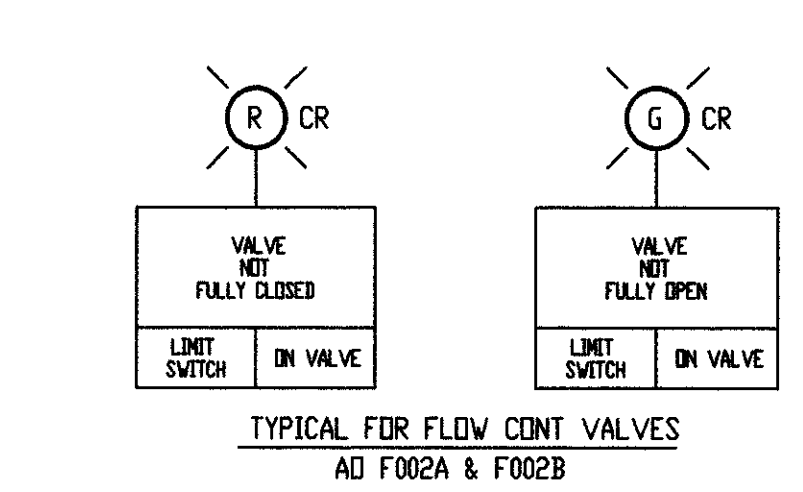 R CR
G CR
VALVE
NOT
FULLY CLOSED
LIMIT
SWITCH
ON VALVE
VALVE
NOT
FULLY OPEN
LIMIT
SWITCH
ON VALVE
TYPICAL FOR FLOW CONT VALVES
AO F002A & F002B